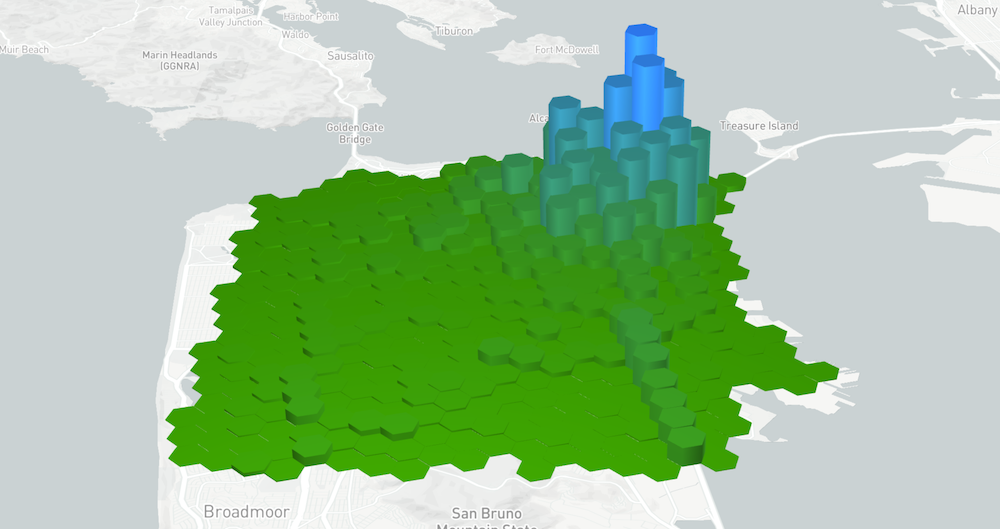 Tamalpais
Valley Junction
Harbor Point
Waldo
Tiburon
Albany
Muir Beach
Marin Headlands
(GGNRA)
Sausalito
Fort McDowell
Golden Gate
Bridge
Alca
Treasure Island
Broadmoor
San Bruno
Mountain State